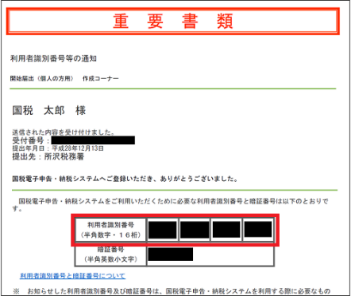 重要書類
利用者識別番号等の通知
開始届出（個人の方用） 作成コーナー
国税 太郎 様
送信された内容を受け付けました。
受付番号：
提出年月日：平成28年12月13日
提出先：所沢税務署
国税電子申告・納税システムへご登録いただき、ありがとうございました。
国税電子申告・納税システムをご利用いただくために必要な利用者識別番号と暗証番号は以下のとおりで
す。
利用者識別番号
（半角数字・１６桁）
暗証番号
（半角英数小文字）
利用者識別番号と暗証番号について
※ お知らせした利用者識別番号及び暗証番号は、国税電子申告・納税システムを利用する際に必要なもの